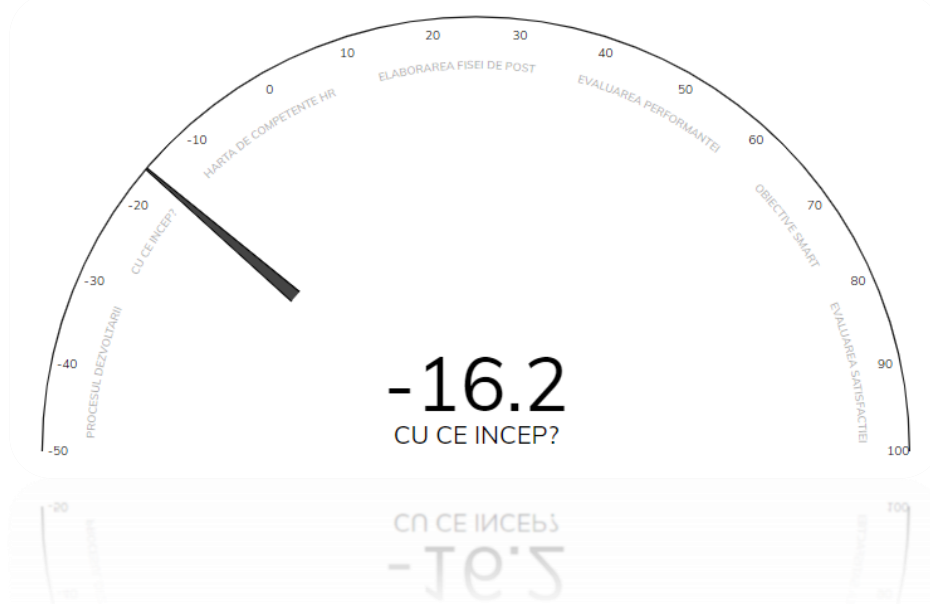 -50
-40
-30
-20
-10
0
10
20
30
40
50
60
70
80
90
100
PROCESUL DEZVOLTARII
CU CE INCEP?
HARTA DE COMPETENTE HR
ELABORAREA FISEI DE POST
EVALUAREA PERFORMANTEI
OBIECTIVE SMART
EVALUAREA SATISFACTIEI
-16.2
CU CE INCEP?